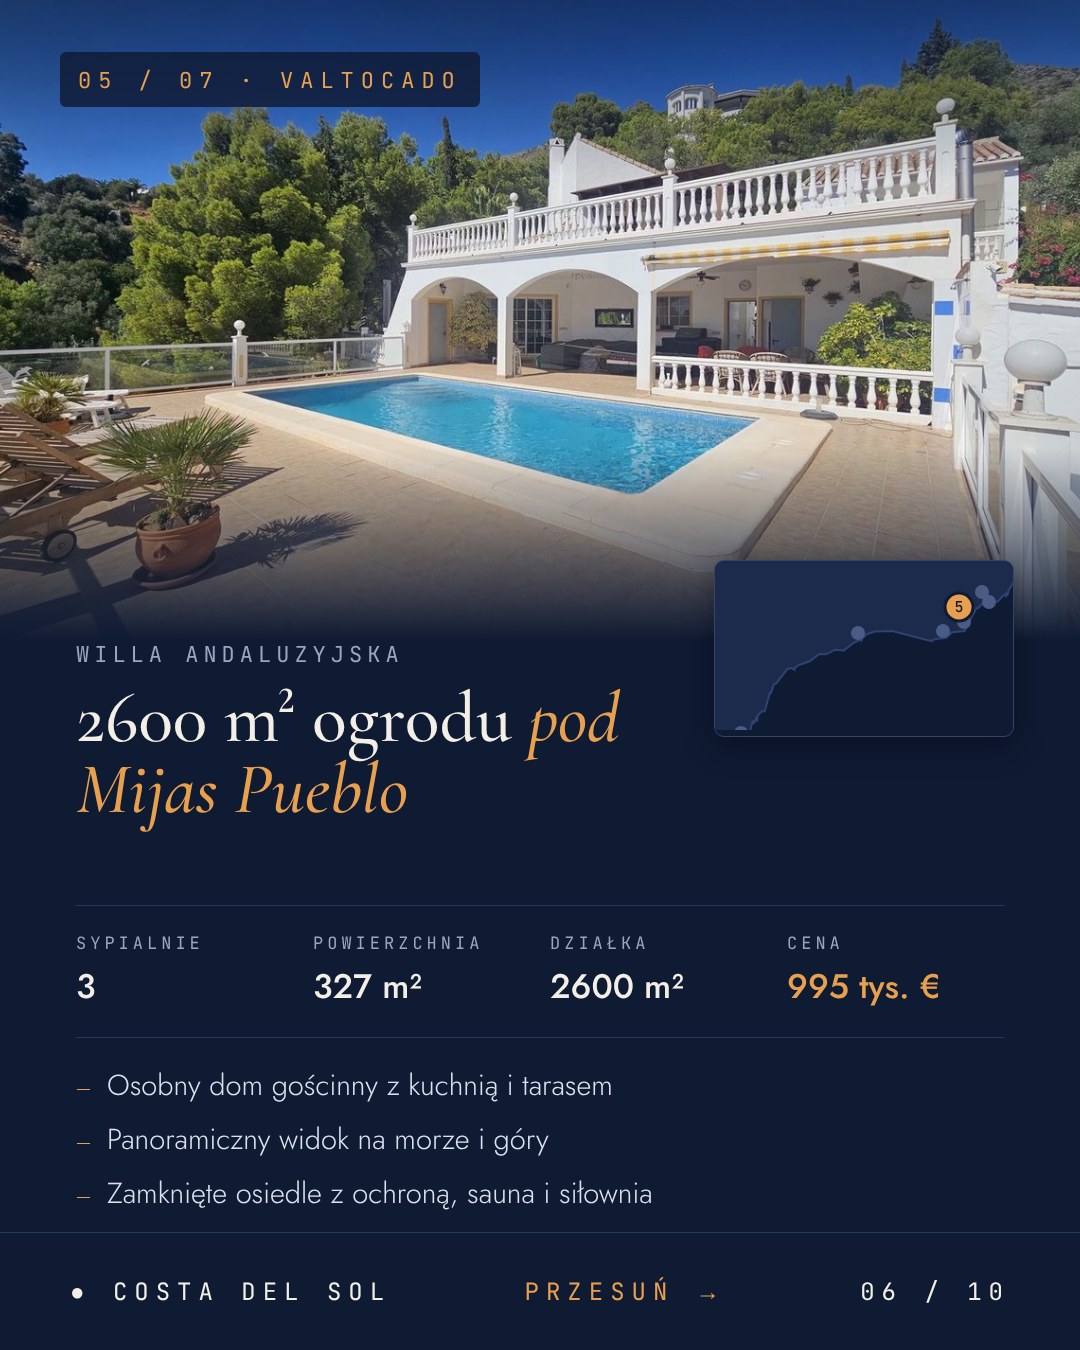 05 / 07 · VALTOCADO
5
WILLA ANDALUZYJSKA
2600 m² ogrodu pod
Mijas Pueblo
SYPIALNIE POWIERZCHNIA DZIAŁKA CENA
3 327 m² 2600 m² 995 tys. €
– Osobny dom gościnny z kuchnią i tarasem
– Panoramiczny widok na morze i góry
– Zamknięte osiedle z ochroną, sauna i siłownia
● COSTA DEL SOL PRZESUŃ → 06 / 10